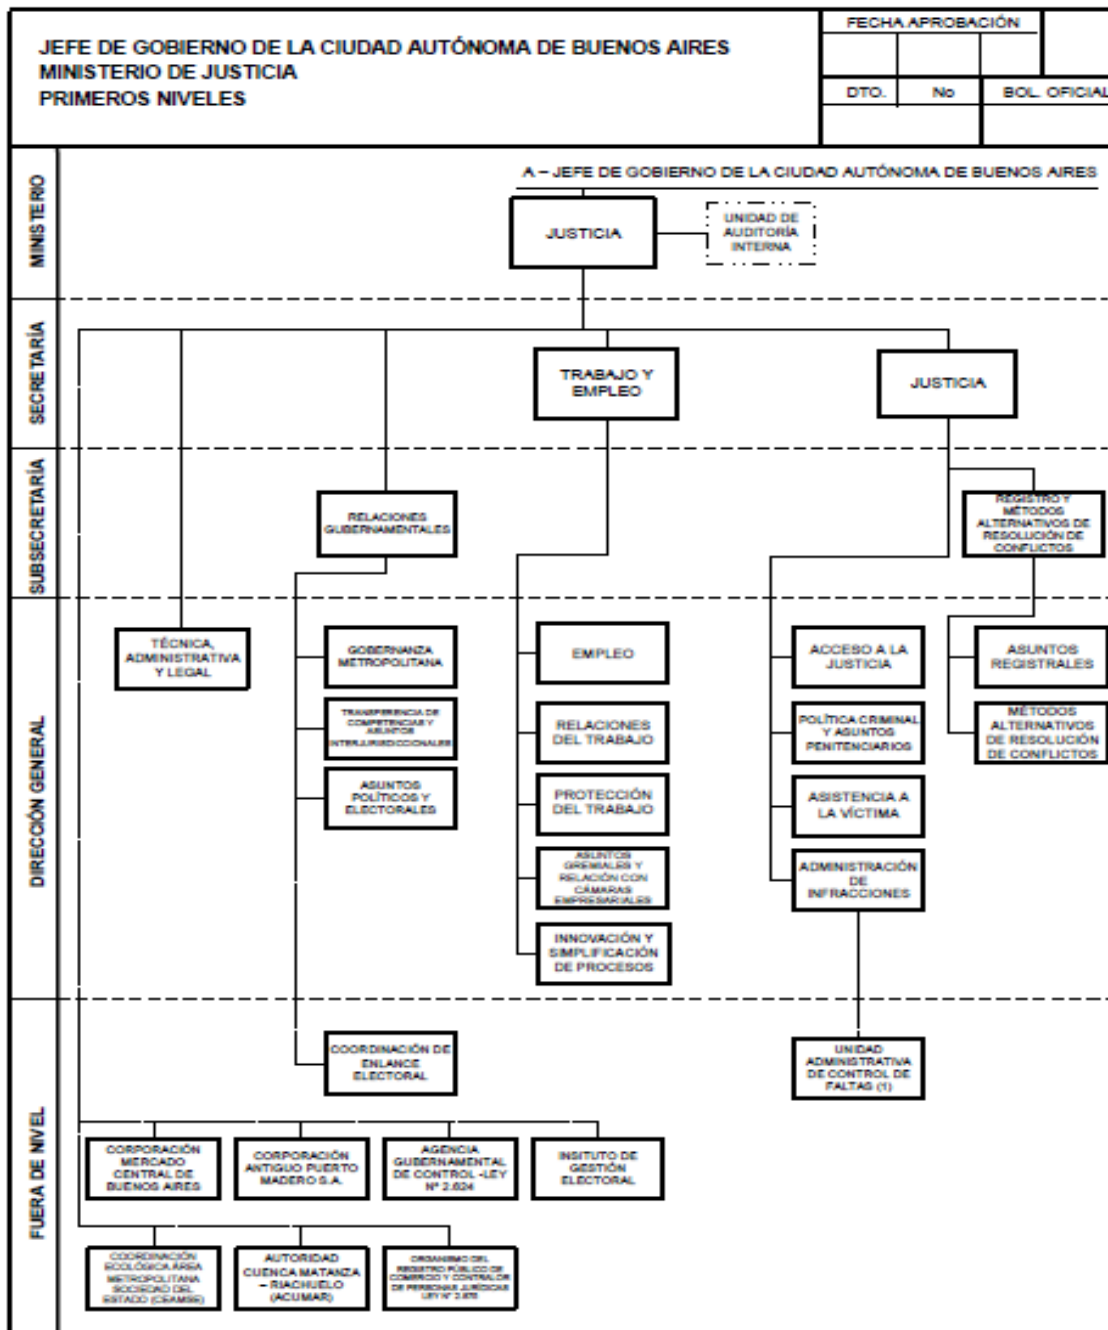 JEFE DE GOBIERNO DE LA CIUDAD AUTÓNOMA DE BUENOS AIRES
MINISTERIO DE JUSTICIA
PRIMEROS NIVELES
FECHA APROBACIÓN
DTO.
No
BOL. OFICIAL
MINISTERIO
A – JEFE DE GOBIERNO DE LA CIUDAD AUTÓNOMA DE BUENOS AIRES
JUSTICIA
UNIDAD DE
AUDITORÍA
INTERNA
SECRETARÍA
TRABAJO Y
EMPLEO
JUSTICIA
SUBSECRETARÍA
RELACIONES
GUBERNAMENTALES
REGISTRO Y
MÉTODOS
ALTERNATIVOS DE
RESOLUCIÓN DE
CONFLICTOS
DIRECCIÓN GENERAL
TÉCNICA,
ADMINISTRATIVA
Y LEGAL
GOBERNANZA
METROPOLITANA
TRANSFERENCIA DE
COMPETENCIAS Y
ASUNTOS
INTERJURISDICCIONALES
ASUNTOS
POLÍTICOS Y
ELECTORALES
EMPLEO
RELACIONES
DEL TRABAJO
PROTECCIÓN
DEL TRABAJO
ASUNTOS
GREMIALES Y
RELACIÓN CON
CÁMARAS
EMPRESARIALES
INNOVACIÓN Y
SIMPLIFICACIÓN
DE PROCESOS
ACCESO A LA
JUSTICIA
POLÍTICA CRIMINAL
Y ASUNTOS
PENITENCIARIOS
ASISTENCIA A
LA VÍCTIMA
ADMINISTRACIÓN
DE
INFRACCIONES
ASUNTOS
REGISTRALES
MÉTODOS
ALTERNATIVOS
DE RESOLUCIÓN
DE CONFLICTOS
FUERA DE NIVEL
COORDINACIÓN DE
ENLANCE
ELECTORAL
UNIDAD
ADMINISTRATIVA
DE CONTROL DE
FALTAS (1)
CORPORACIÓN
MERCADO
CENTRAL DE
BUENOS AIRES
CORPORACIÓN
ANTIGUO PUERTO
MADERO S.A.
AGENCIA
GUBERNAMENTAL
DE CONTROL -LEY
Nº 2.624
INSITUTO DE
GESTIÓN
ELECTORAL
COORDINACIÓN
ECOLÓGICA ÁREA
METROPOLITANA
SOCIEDAD DEL
ESTADO (CEAMSE)
AUTORIDAD
CUENCA MATANZA
– RIACHUELO
(ACUMAR)
ORGANISMO DEL
REGISTRO PÚBLICO DE
COMERCIO Y CONTRALOR
DE PERSONAS JURÍDICAS
LEY Nº 2.875